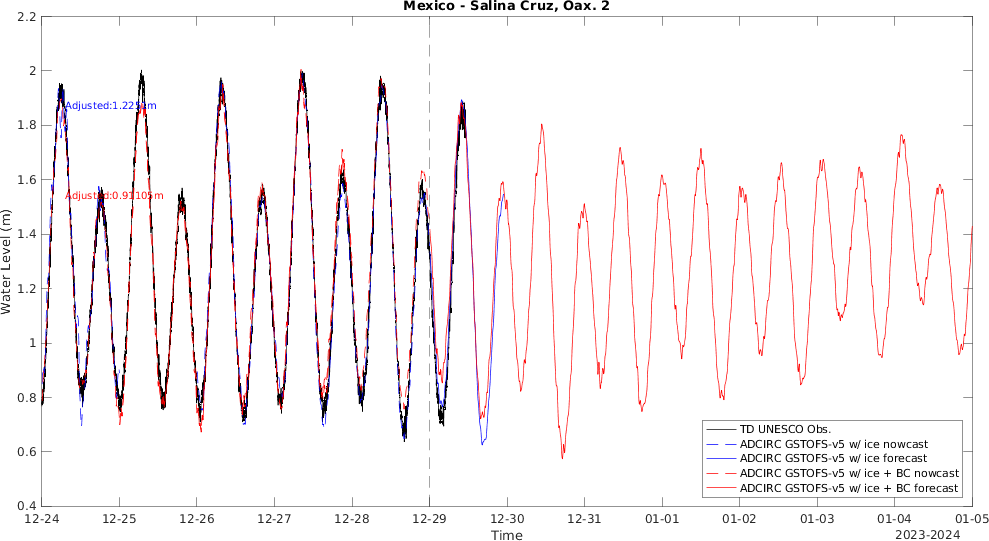 Mexico - Salina Cruz, Oax. 2
Water Level (m)
2.2
2
1.8
1.6
1.4
1.2
1
0.8
0.6
0.4
Adjusted:0.91105m
TD UNESCO Obs.
ADCIRC GSTOFS-v5 w/ ice nowcast
ADCIRC GSTOFS-v5 w/ ice forecast
ADCIRC GSTOFS-v5 w/ ice + BC nowcast
ADCIRC GSTOFS-v5 w/ ice + BC forecast
12-24 12-25 12-26 12-27 12-28 12-29 12-30 12-31 01-01 01-02 01-03 01-04 01-05
Time
2023-2024